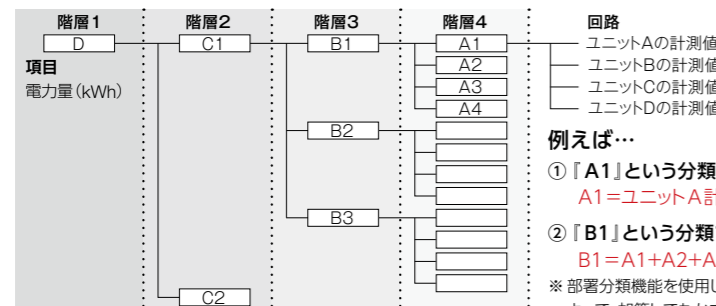 階層1 階層2 階層3 階層4 回路
D C1 B1 A1 ユニットAの計測値
項目 A2 ユニットBの計測値
電力量(kWh) A3 ユニットCの計測値
A4 ユニットDの計測値
B2
例えば…
①『A1』という分類
A1=ユニットA計
B3
②『B1』という分類
B1=A1+A2+A
※部署分類機能を使用し
C2